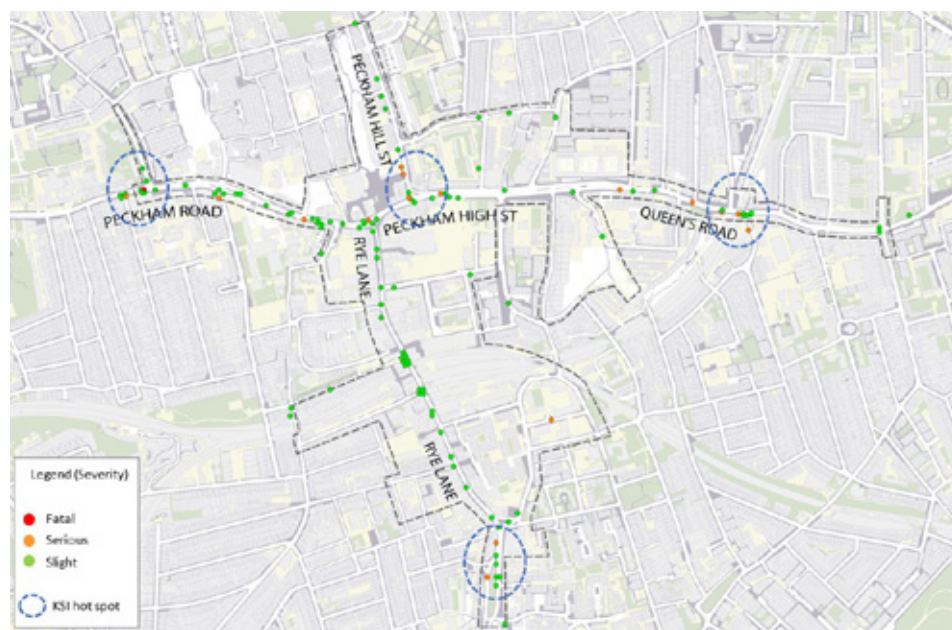 PECKHAM HILL ST
PECKHAM ROAD
PECKHAM HIGH ST
QUEEN'S ROAD
RYE LANE
RYE LANE
Legend (Severity)
Fatal
Serious
Slight
KSI hot spot